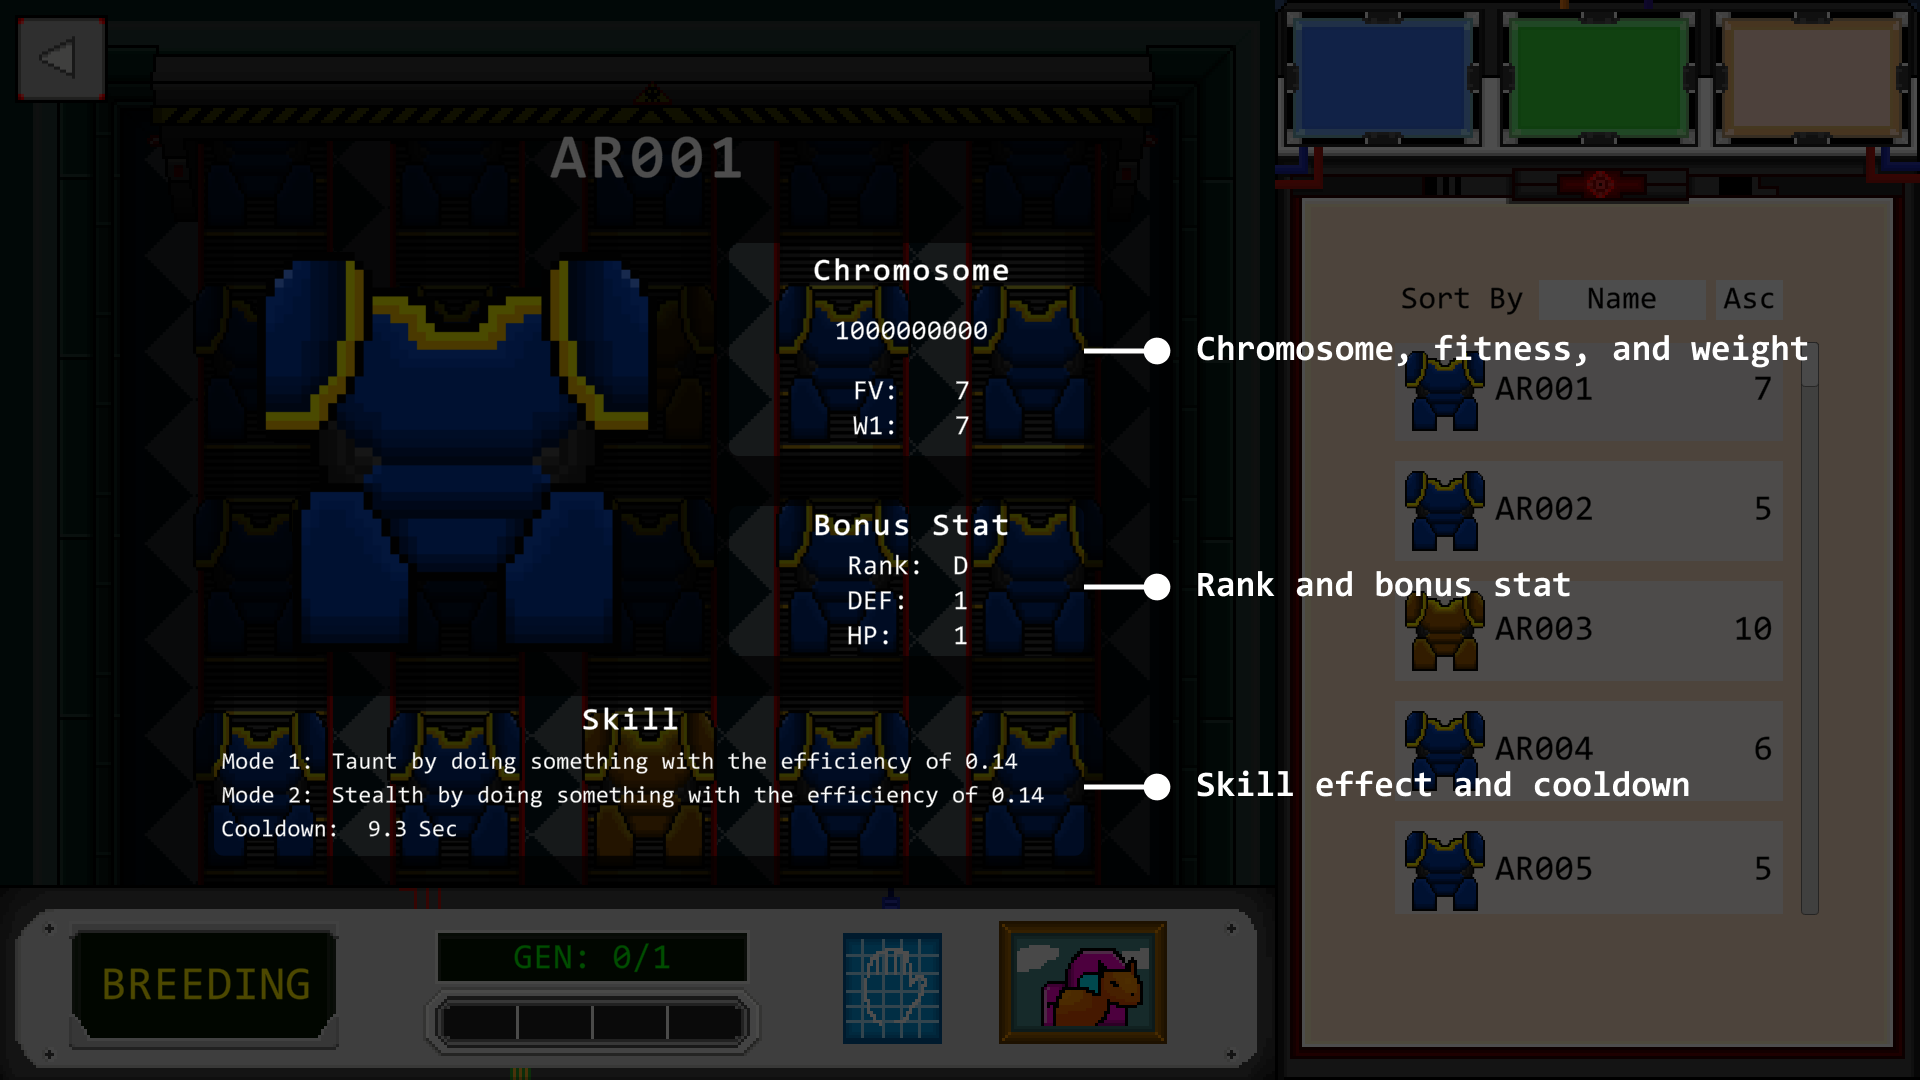 AR001
Chromosome
1000000000
FV: 7
W1: 7
Chromosome, fitness, and weight
Bonus Stat
Rank: D
DEF: 1
HP: 1
Rank and bonus stat
Skill
Mode 1: Taunt by doing something with the efficiency of 0.14
Mode 2: Stealth by doing something with the efficiency of 0.14
Cooldown: 9.3 Sec
Skill effect and cooldown
Sort By Name Asc
AR001 7
AR002 5
AR003 10
AR004 6
AR005 5
BREEDING
GEN: 0/1